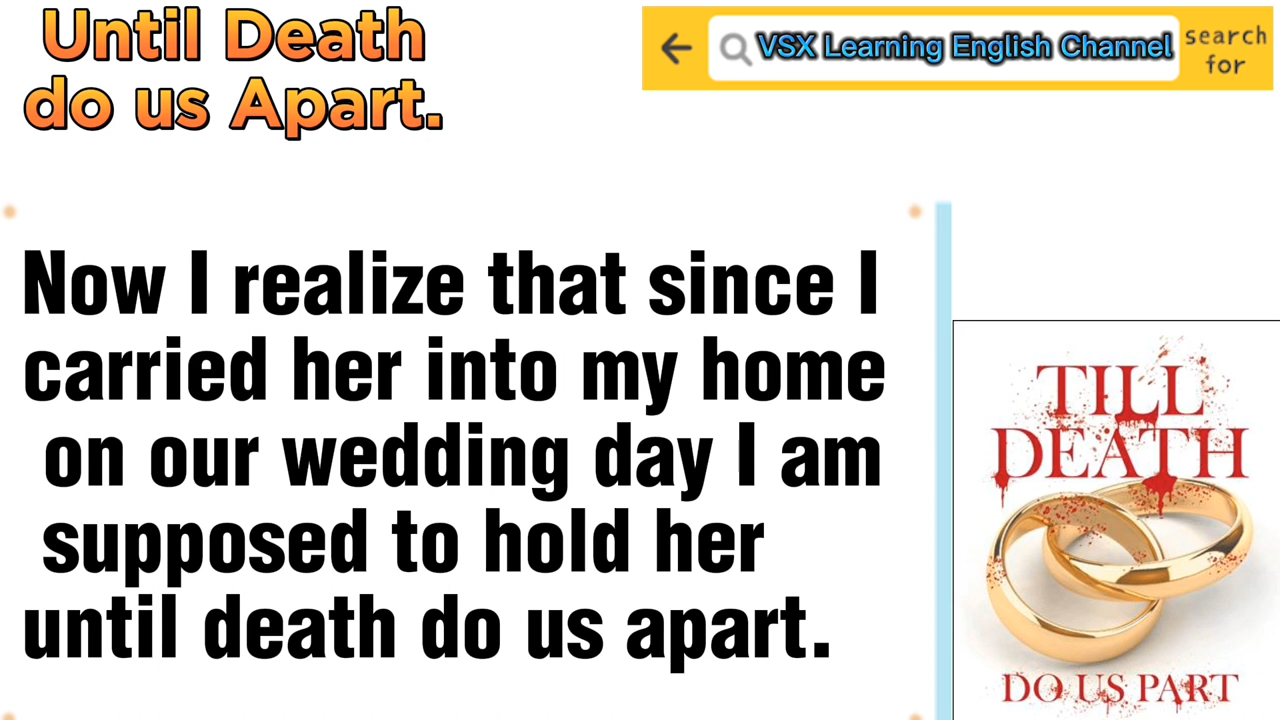 Until Death
do us Apart.
VSX Learning English Channel
search
for
Now I realize that since I
carried her into my home
on our wedding day I am
supposed to hold her
until death do us apart.
TILL
DEATH
DO US PART